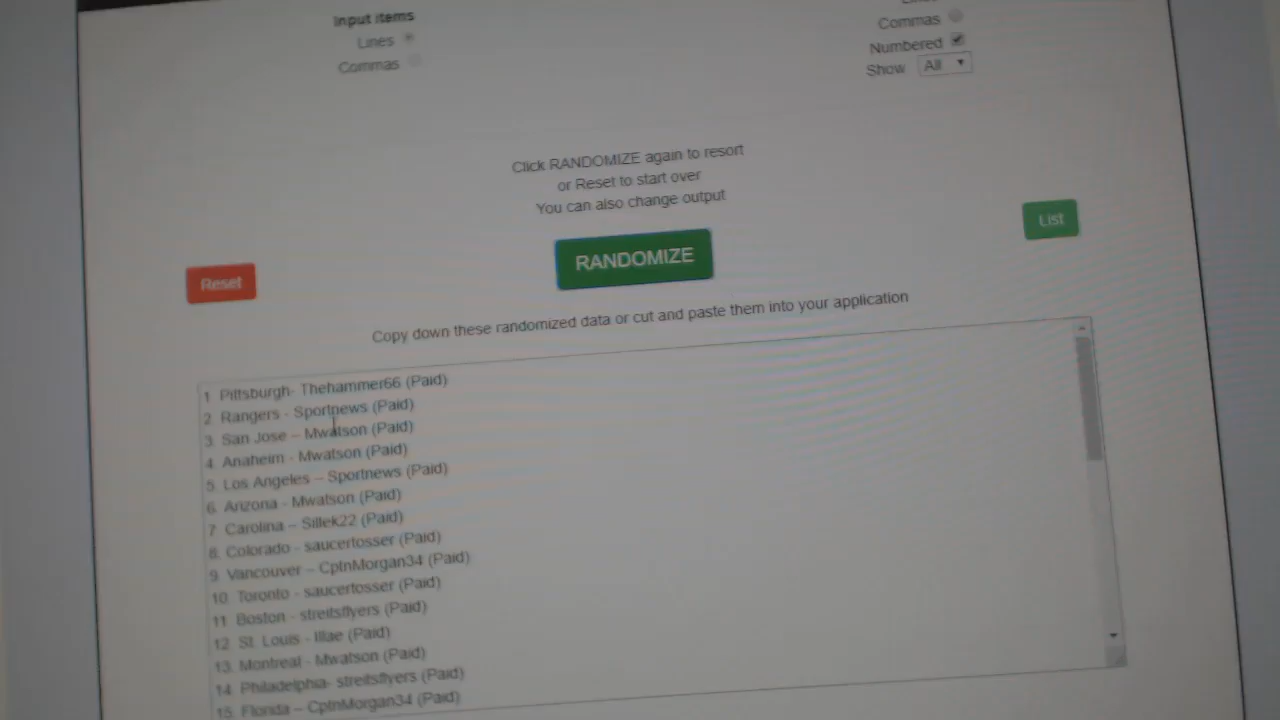 Input items
Lines
Commas
Commas
Numbered
Show All
Click RANDOMIZE again to resort
or Reset to start over
You can also change output
List
RANDOMIZE
Reset
Copy down these randomized data or cut and paste them into your application
1. Pittsburgh- Thehammer66 (Paid)
2. Rangers - Sportnews (Paid)
3. San Jose – Mwatson (Paid)
4. Anaheim - Mwatson (Paid)
5. Los Angeles – Sportnews (Paid)
6. Arizona - Mwatson (Paid)
7. Carolina – Sillek22 (Paid)
8. Colorado - saucertosser (Paid)
9. Vancouver – CptnMorgan34 (Paid)
10. Toronto - saucertosser (Paid)
11. Boston - streitsflyers (Paid)
12. St. Louis - Illae (Paid)
13. Montreal - Mwatson (Paid)
14. Philadelphia- streitsflyers (Paid)
15. Florida – CptnMorgan34 (Paid)